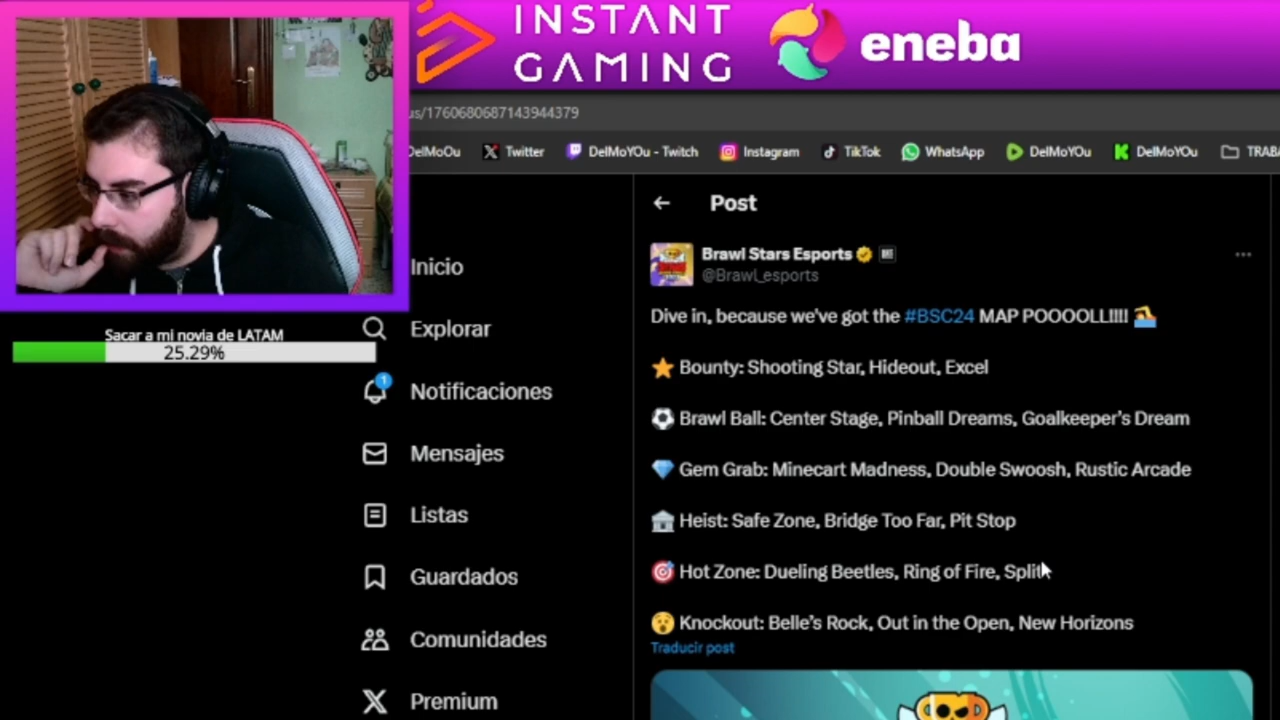 INSTANT
GAMING
eneba
us/1760680687143944379
DelMoOu Twitter DelMoYOu - Twitch Instagram TikTok WhatsApp DelMoYOu DelMoYOu
Sacar a mi novia de LATAM
25.29%
Inicio
Explorar
1
Notificaciones
Mensajes
Listas
Guardados
Comunidades
Premium
Post
Brawl Stars Esports
@Brawl_esports
Dive in, because we've got the #BSC24 MAP POOOOLL!!!!
Bounty: Shooting Star, Hideout, Excel
Brawl Ball: Center Stage, Pinball Dreams, Goalkeeper's Dream
Gem Grab: Minecart Madness, Double Swoosh, Rustic Arcade
Heist: Safe Zone, Bridge Too Far, Pit Stop
Hot Zone: Dueling Beetles, Ring of Fire, Split
Knockout: Belle's Rock, Out in the Open, New Horizons
Traducir post